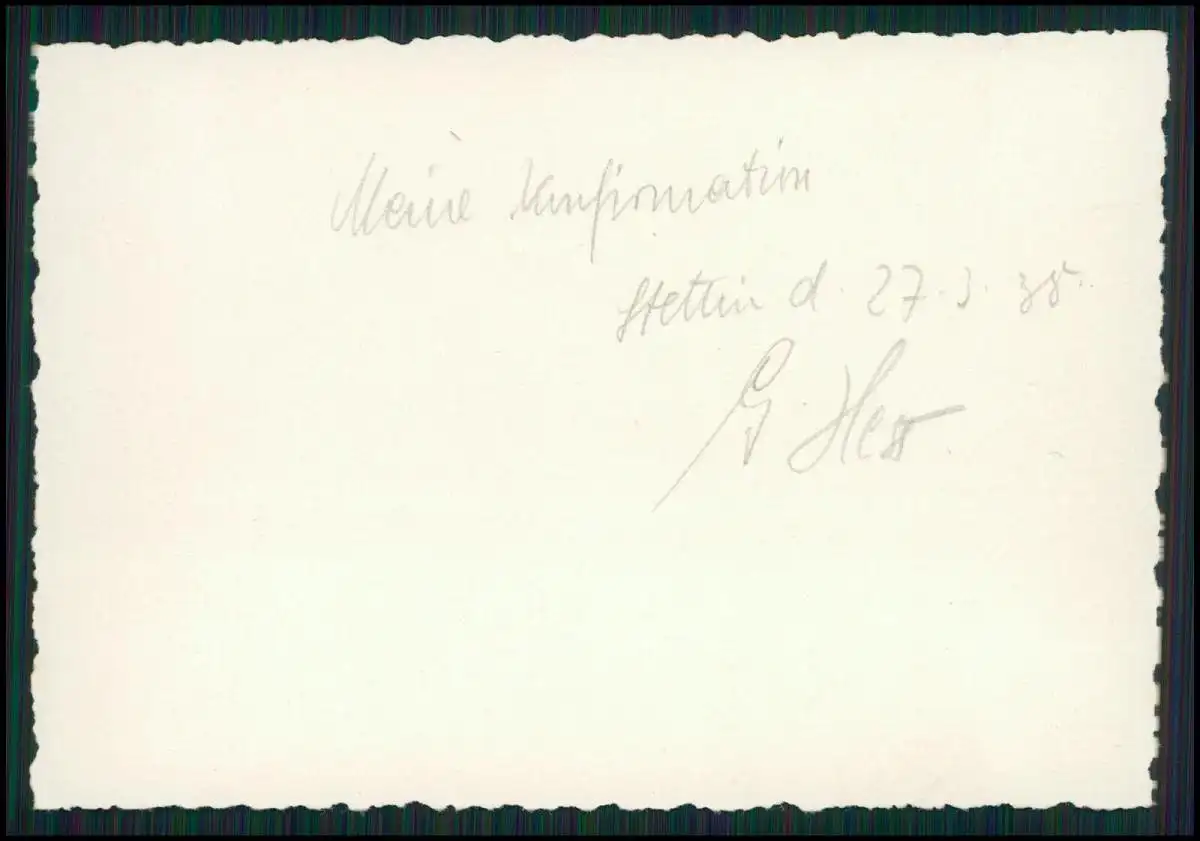 Meine Konfirmation
Stettin d. 27.3.38.
G. Hess.